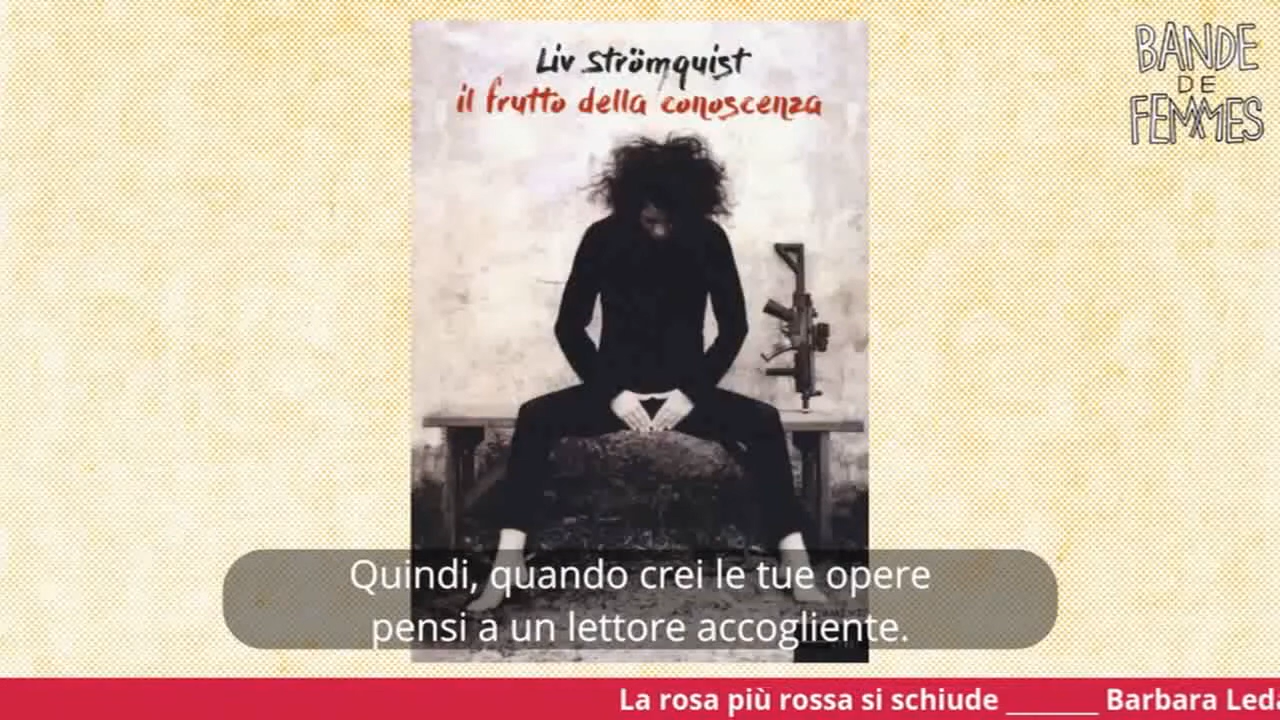 Liv Strömquist
il frutto della conoscenza
BANDE
DE
FEMMES
Quindi, quando crei le tue opere
pensi a un lettore accogliente.
La rosa più rossa si schiude _______ Barbara Leda